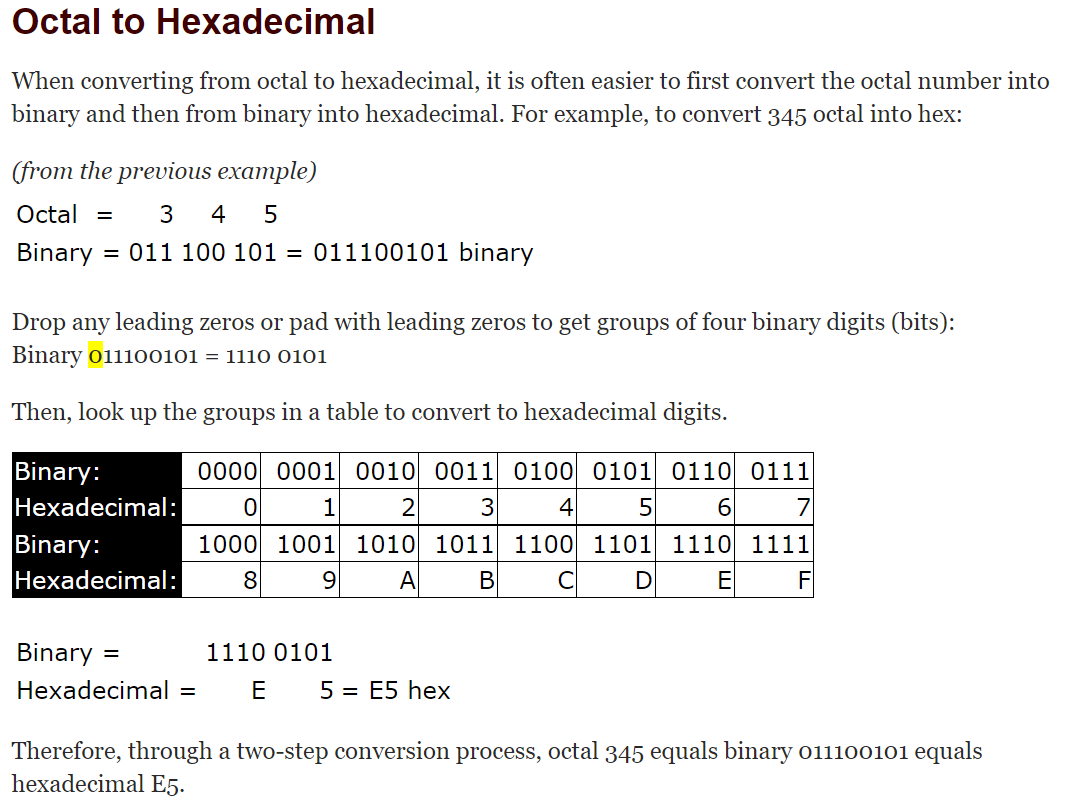 Octal to Hexadecimal
When converting from octal to hexadecimal, it is often easier to first convert the octal number into
binary and then from binary into hexadecimal. For example, to convert 345 octal into hex:
(from the previous example)
Octal = 3 4 5
Binary = 011 100 101 = 011100101 binary
Drop any leading zeros or pad with leading zeros to get groups of four binary digits (bits):
Binary 011100101 = 1110 0101
Then, look up the groups in a table to convert to hexadecimal digits.
Binary: 0000 0001 0010 0011 0100 0101 0110 0111
Hexadecimal: 0 1 2 3 4 5 6 7
Binary: 1000 1001 1010 1011 1100 1101 1110 1111
Hexadecimal: 8 9 A B C D E F
Binary = 1110 0101
Hexadecimal = E 5 = E5 hex
Therefore, through a two-step conversion process, octal 345 equals binary 011100101 equals
hexadecimal E5.